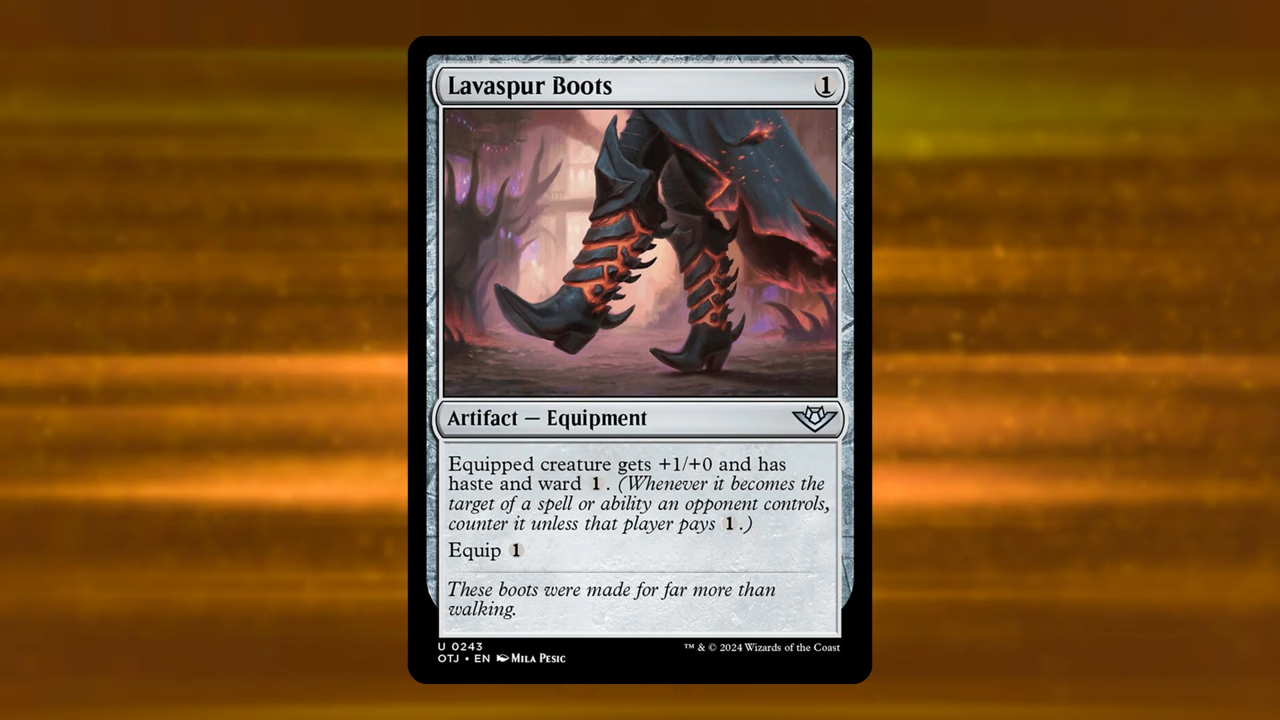 Lavaspur Boots 1
Artifact — Equipment
Equipped creature gets +1/+0 and has
haste and ward 1. (Whenever it becomes the
target of a spell or ability an opponent controls,
counter it unless that player pays 1.)
Equip 1
These boots were made for far more than
walking.
U 0243
OTJ • EN Mila Pesic
™ & © 2024 Wizards of the Coast